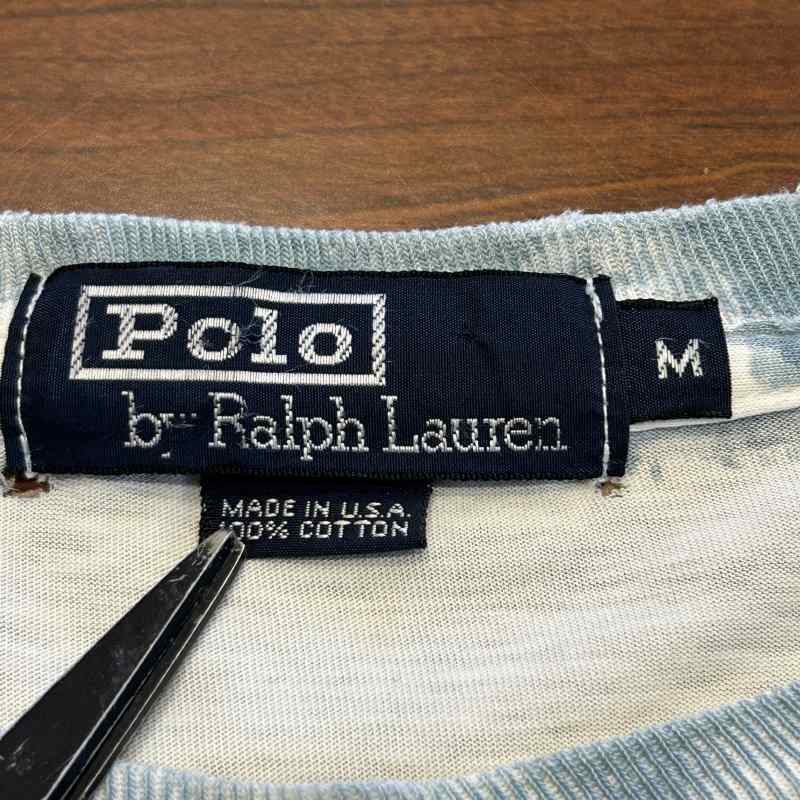 Polo
by Ralph Lauren
M
MADE IN U.S.A.
100% COTTON